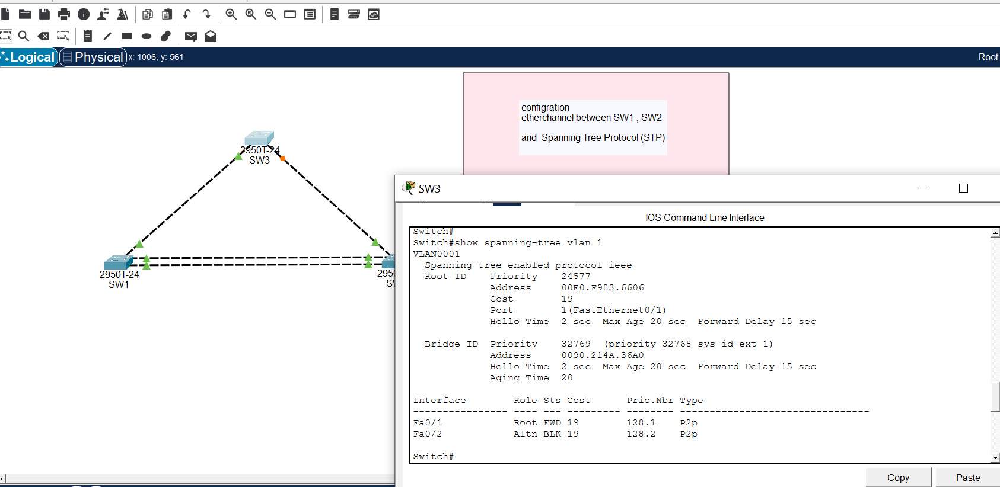 Logical Physical x: 1006, y: 561 Root
configration
etherchannel between SW1 , SW2
and Spanning Tree Protocol (STP)
2950T-24
SW3
2950T-24
SW1
295
SW3
IOS Command Line Interface
Switch#
Switch#show spanning-tree vlan 1
VLAN0001
Spanning tree enabled protocol ieee
Root ID Priority 24577
Address 00E0.F983.6606
Cost 19
Port 1(FastEthernet0/1)
Hello Time 2 sec Max Age 20 sec Forward Delay 15 sec
Bridge ID Priority 32769 (priority 32768 sys-id-ext 1)
Address 0090.214A.36A0
Hello Time 2 sec Max Age 20 sec Forward Delay 15 sec
Aging Time 20
Interface Role Sts Cost Prio.Nbr Type
---------------- ---- --- --------- -------- --------------------------------
Fa0/1 Root FWD 19 128.1 P2p
Fa0/2 Altn BLK 19 128.2 P2p
Switch#
Copy Paste